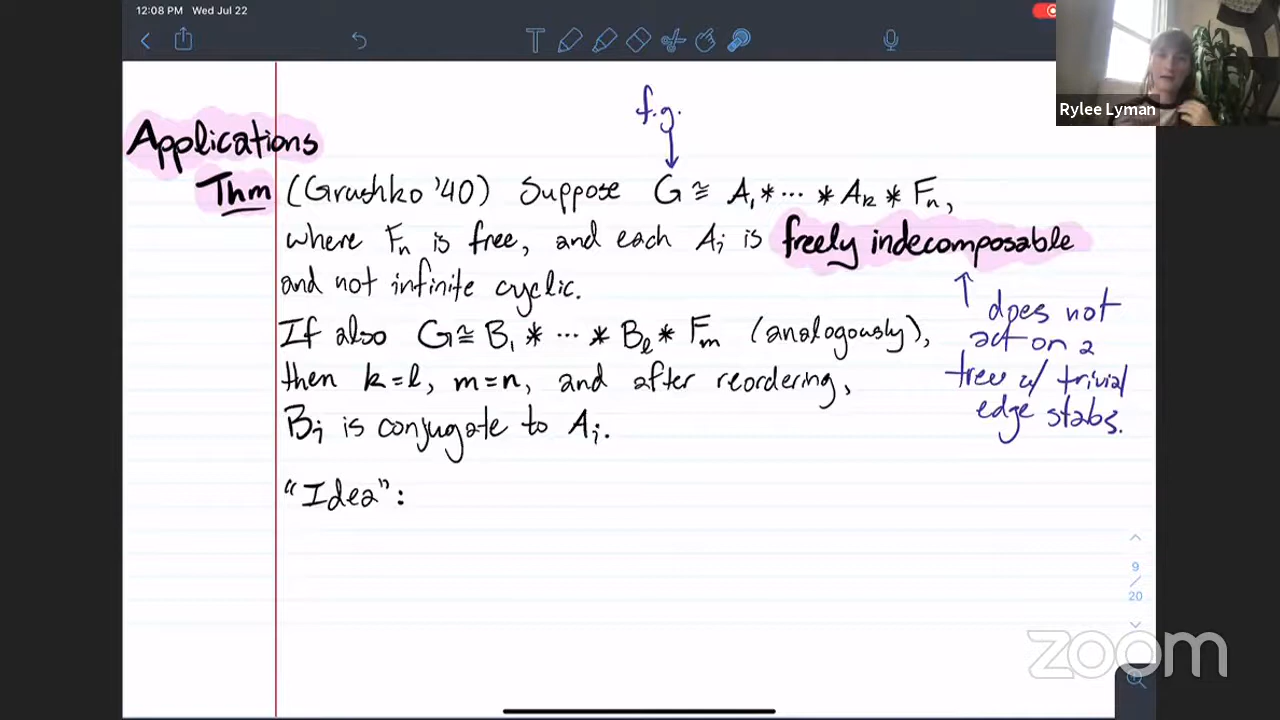 12:08 PM Wed Jul 22
Rylee Lyman
f.g.
Applications
Thm (Grushko '40) Suppose G ≅ A₁ * ⋯ * Aₖ * Fₙ,
where Fₙ is free, and each Aᵢ is freely indecomposable
and not infinite cyclic.
does not
act on a
tree w/ trivial
edge stabs.
If also G ≅ B₁ * ⋯ * Bₗ * Fₘ (analogously),
then k=l, m=n, and after reordering,
Bᵢ is conjugate to Aᵢ.
"Idea":
9
/
20
zoom